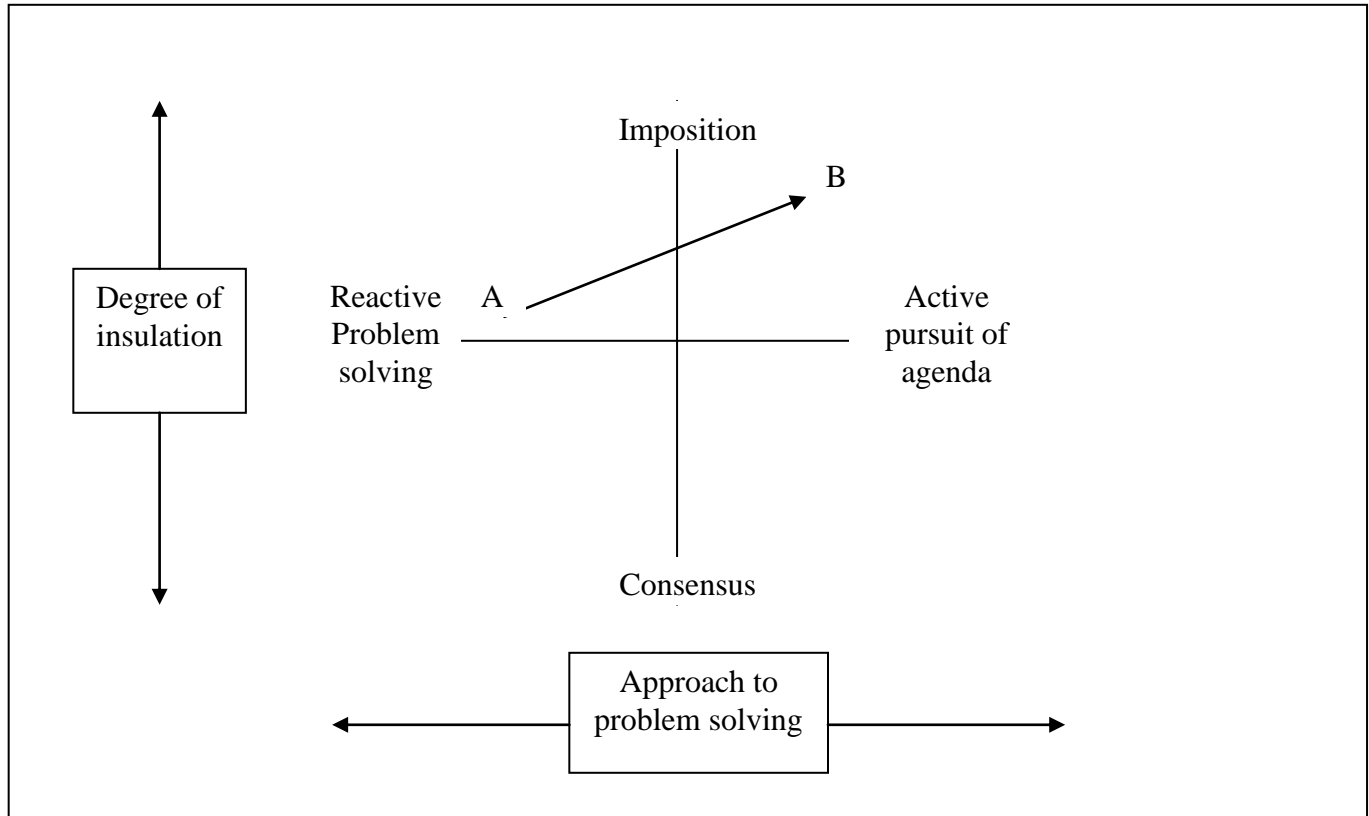 Imposition
B
Degree of
insulation
Reactive
Problem
solving
A
Active
pursuit of
agenda
Consensus
Approach to
problem solving